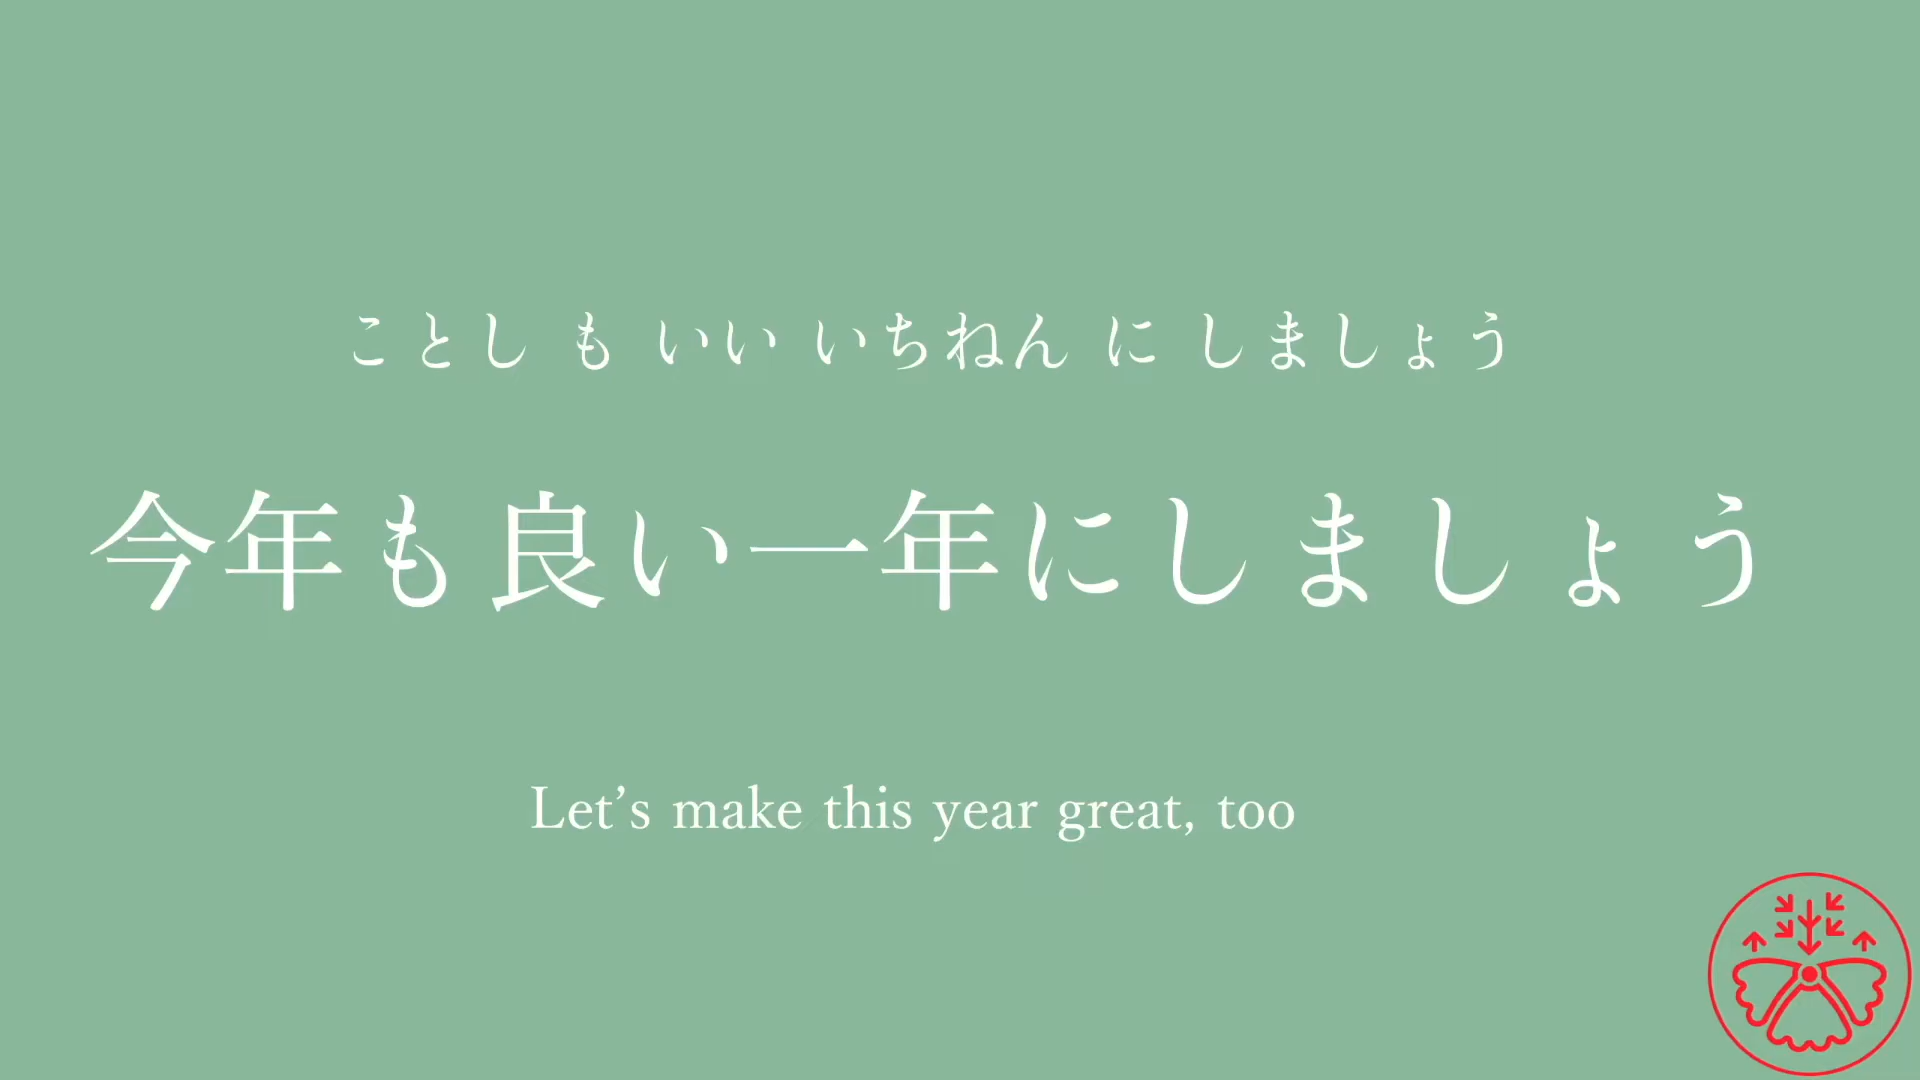 ことし も いい いちねん に しましょう
今年も良い一年にしましょう
Let’s make this year great, too